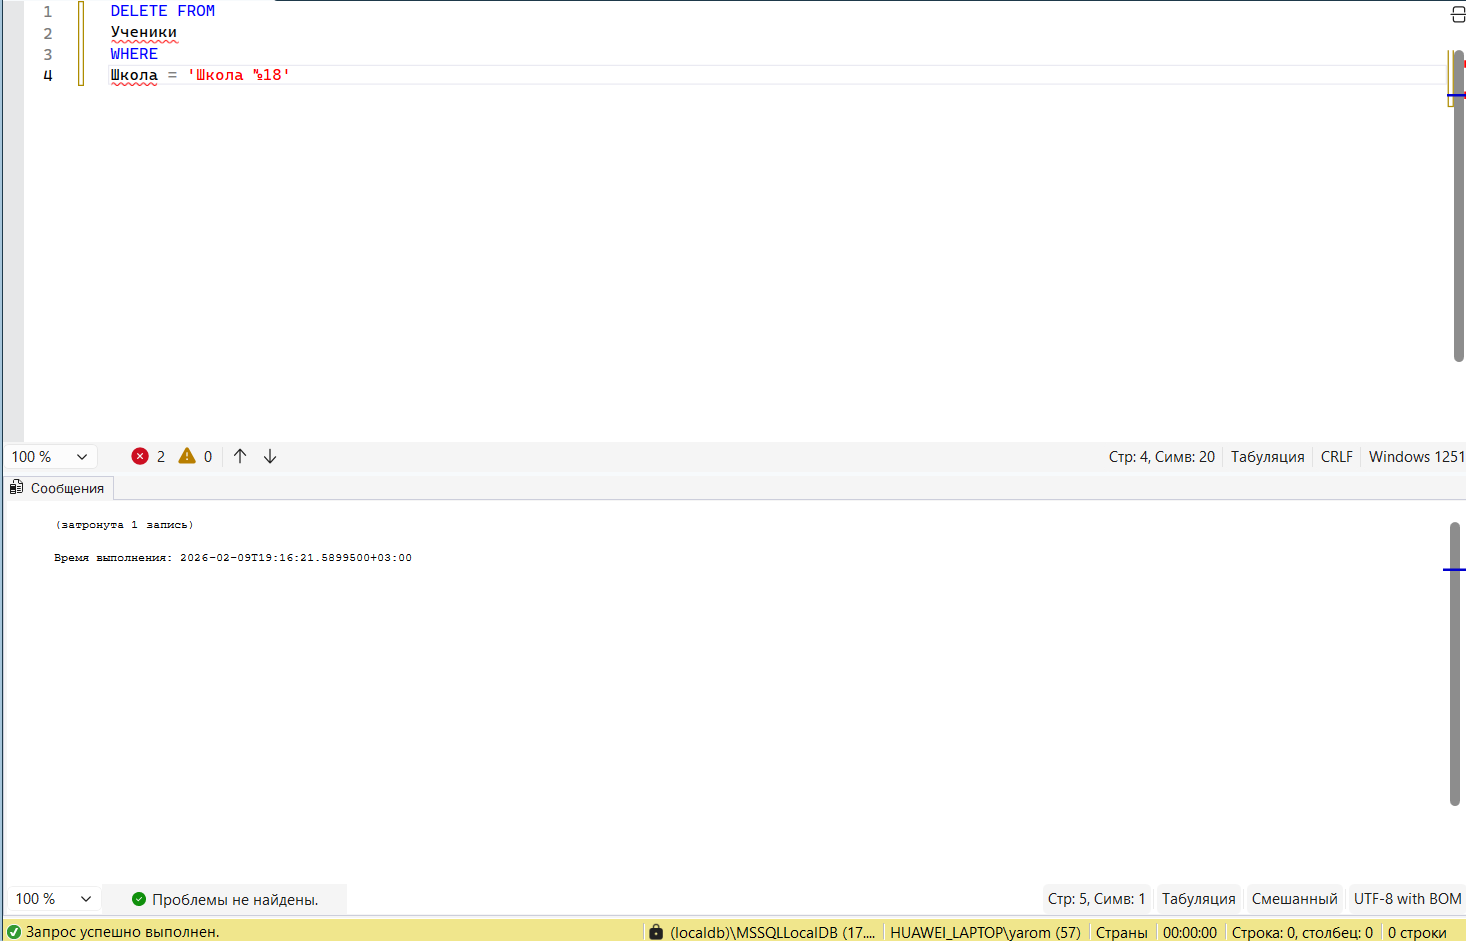 1 DELETE FROM
2 Ученики
3 WHERE
4 Школа = 'Школа №18'
100 % 2 0 Стр: 4, Симв: 20 Табуляция CRLF Windows 1251
Сообщения
(затронута 1 запись)
Время выполнения: 2026-02-09T19:16:21.5899500+03:00
100 % Проблемы не найдены. Стр: 5, Симв: 1 Табуляция Смешанный UTF-8 with BOM
Запрос успешно выполнен. (localdb)\MSSQLLocalDB (17.... HUAWEI_LAPTOP\yarom (57) Страны 00:00:00 Строка: 0, столбец: 0 0 строки